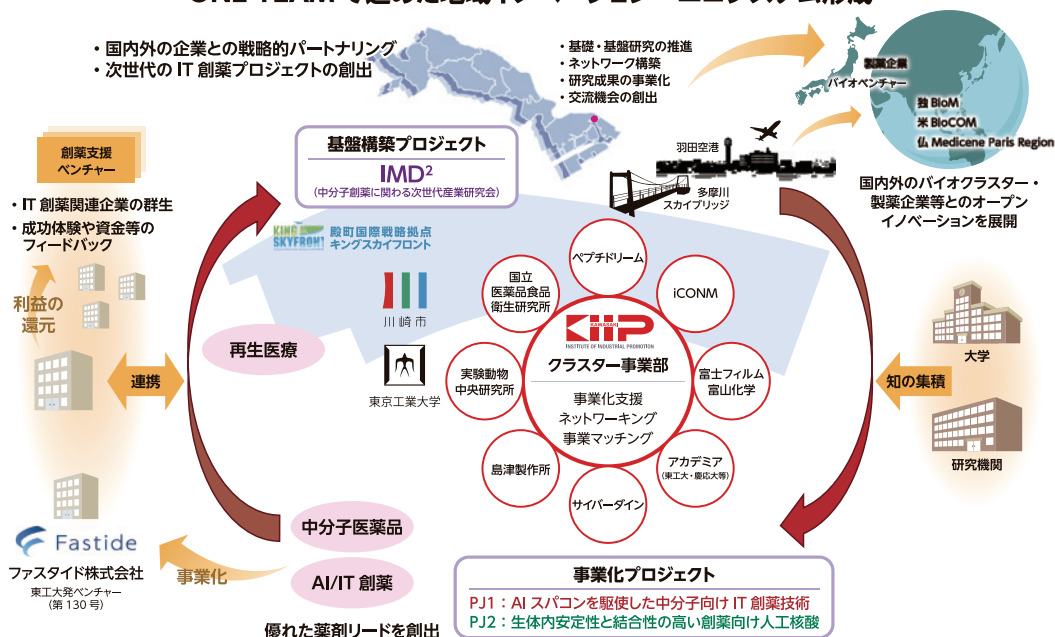 ・国内外の企業との戦略的パートナリング
・次世代の IT 創薬プロジェクトの創出
・基礎・基盤研究の推進
・ネットワーク構築
・研究成果の事業化
・交流機会の創出
製薬企業
バイオベンチャー
独 BioM
米 BioCOM
仏 Medicene Paris Region
国内外のバイオクラスター・
製薬企業等とのオープン
イノベーションを展開
創薬支援
ベンチャー
・IT 創薬関連企業の群生
・成功体験や資金等の
フィードバック
利益の
還元
連携
基盤構築プロジェクト
IMD²
(中分子創薬に関わる次世代産業研究会)
羽田空港
多摩川
スカイブリッジ
KING
SKYFRONT
殿町国際戦略拠点
キングスカイフロント
川崎市
東京工業大学
再生医療
ペプチドリーム
国立
医薬品食品
衛生研究所
iCONM
実験動物
中央研究所
富士フィルム
富山化学
島津製作所
アカデミア
(東工大・慶応大等)
サイバーダイン
KAWASAKI
KIIP
INSTITUTE OF INDUSTRIAL PROMOTION
クラスター事業部
事業化支援
ネットワーキング
事業マッチング
大学
知の集積
研究機関
Fastide
ファスタイド株式会社
東工大発ベンチャー
(第 130 号)
事業化
中分子医薬品
AI/IT 創薬
優れた薬剤リードを創出
事業化プロジェクト
PJ1：AI スパコンを駆使した中分子向け IT 創薬技術
PJ2：生体内安定性と結合性の高い創薬向け人工核酸